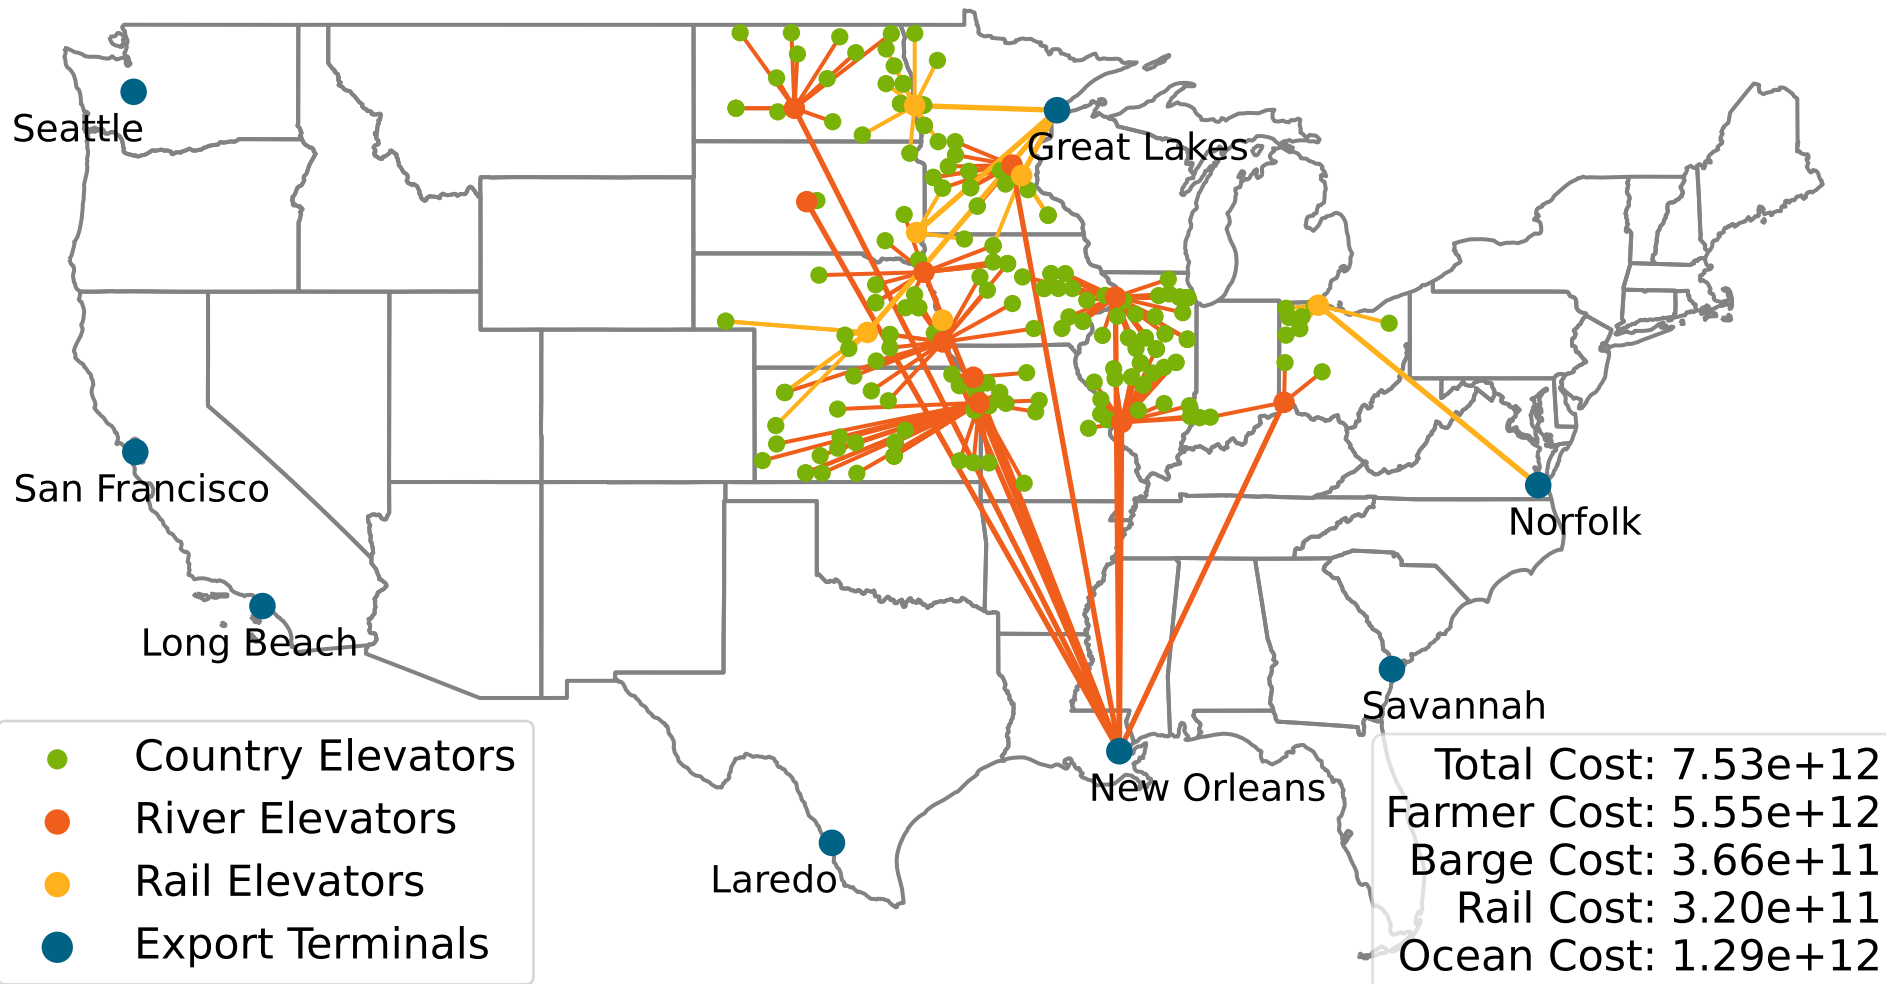 Seattle
Great Lakes
San Francisco
Norfolk
Long Beach
Savannah
New Orleans
Laredo
Country Elevators
River Elevators
Rail Elevators
Export Terminals
Total Cost: 7.53e+12
Farmer Cost: 5.55e+12
Barge Cost: 3.66e+11
Rail Cost: 3.20e+11
Ocean Cost: 1.29e+12